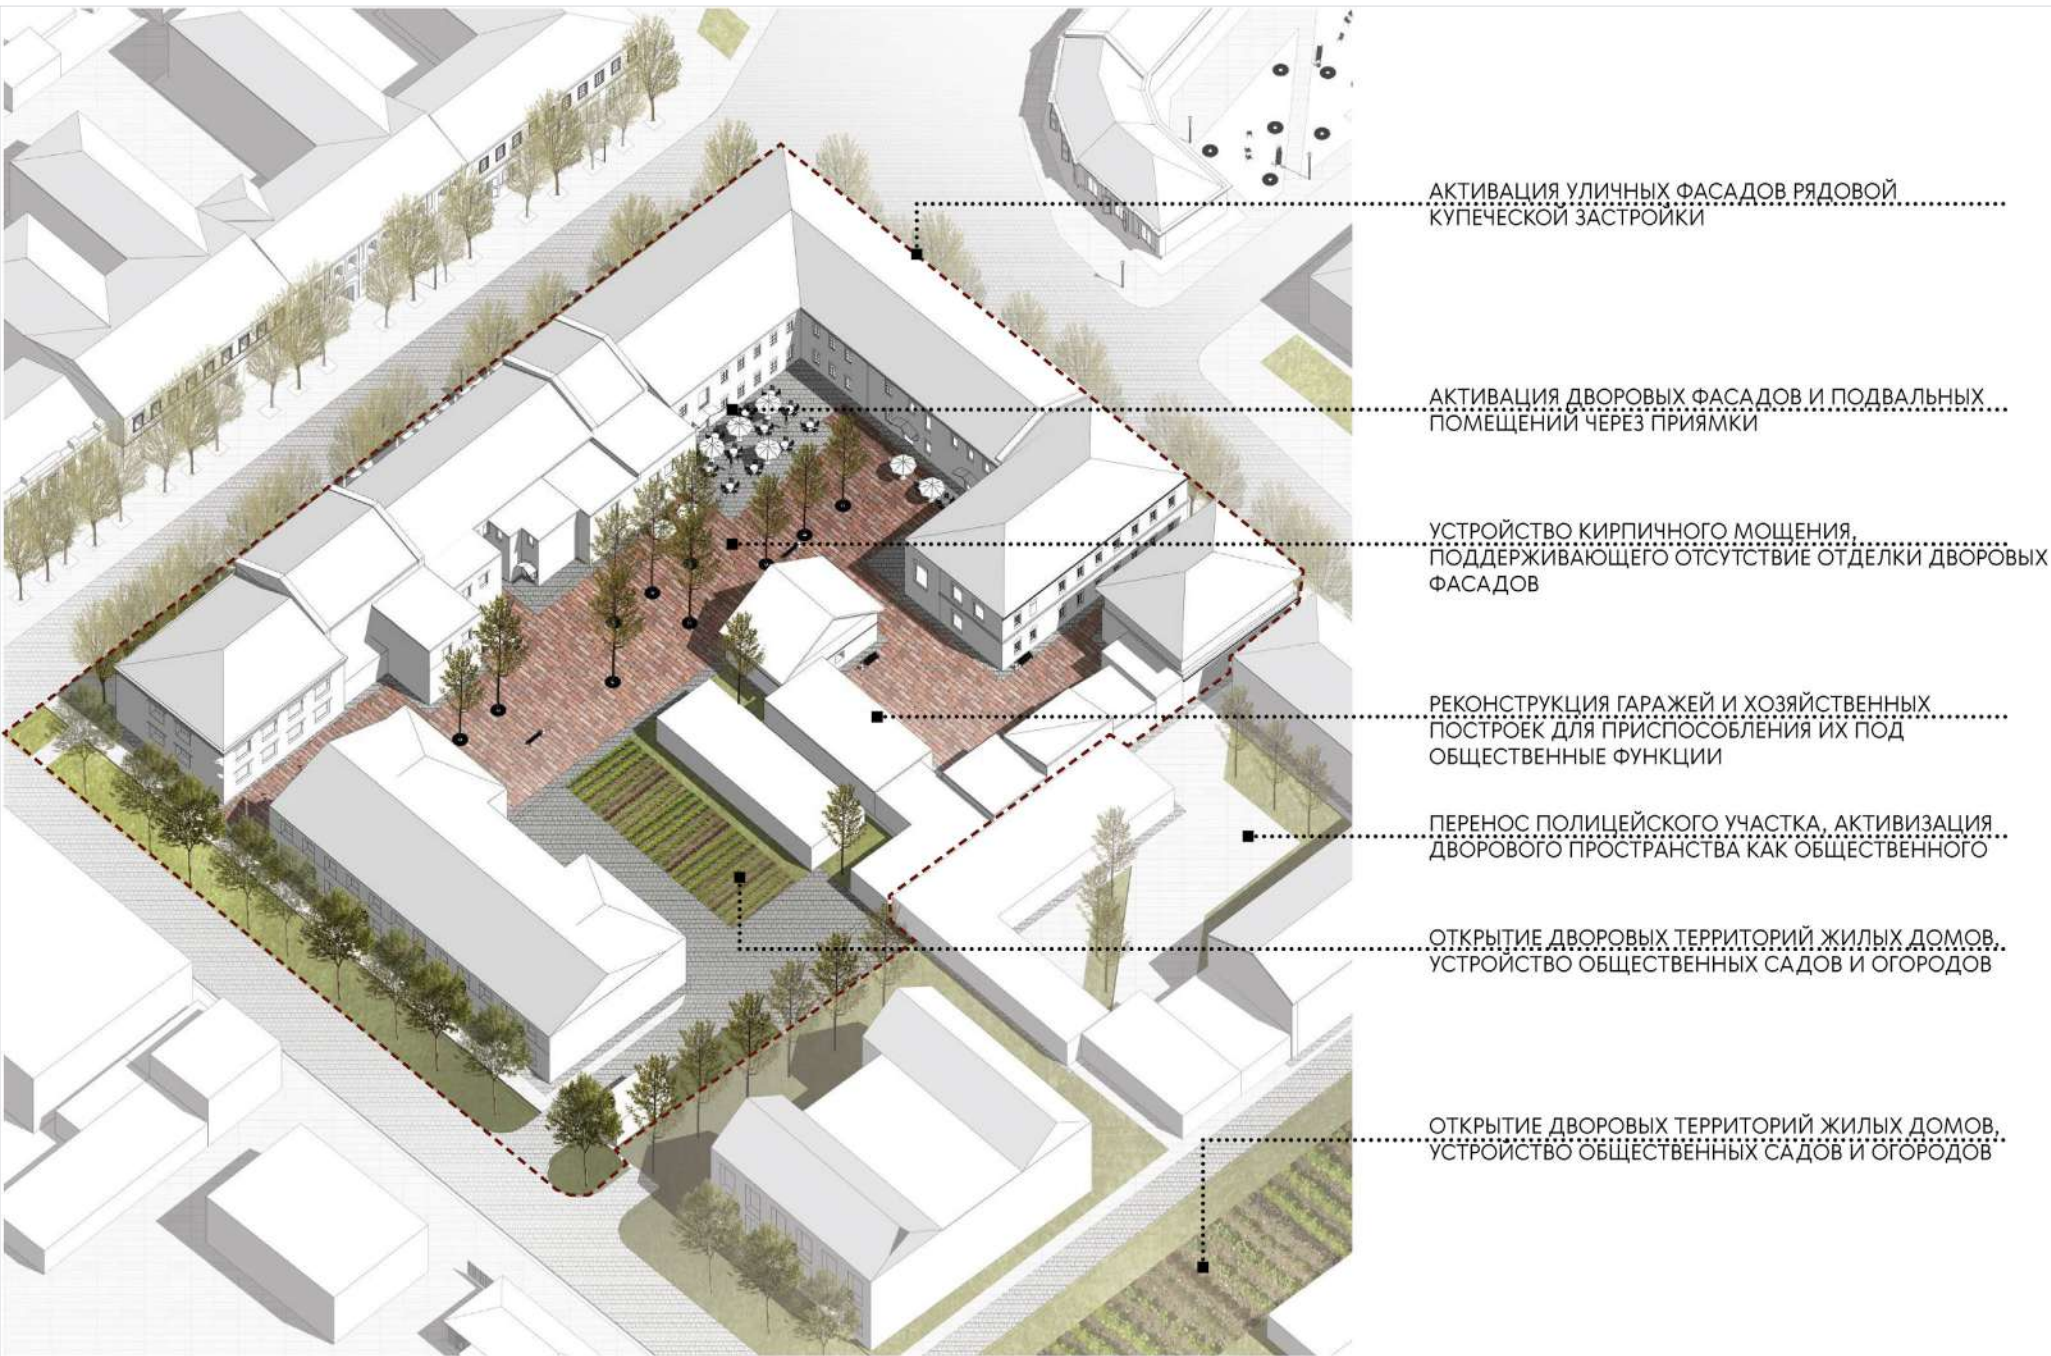 АКТИВАЦИЯ УЛИЧНЫХ ФАСАДОВ РЯДОВОЙ
КУПЕЧЕСКОЙ ЗАСТРОЙКИ
АКТИВАЦИЯ ДВОРОВЫХ ФАСАДОВ И ПОДВАЛЬНЫХ
ПОМЕЩЕНИЙ ЧЕРЕЗ ПРИЯМКИ
УСТРОЙСТВО КИРПИЧНОГО МОЩЕНИЯ,
ПОДДЕРЖИВАЮЩЕГО ОТСУТСТВИЕ ОТДЕЛКИ ДВОРОВЫХ
ФАСАДОВ
РЕКОНСТРУКЦИЯ ГАРАЖЕЙ И ХОЗЯЙСТВЕННЫХ
ПОСТРОЕК ДЛЯ ПРИСПОСОБЛЕНИЯ ИХ ПОД
ОБЩЕСТВЕННЫЕ ФУНКЦИИ
ПЕРЕНОС ПОЛИЦЕЙСКОГО УЧАСТКА, АКТИВИЗАЦИЯ
ДВОРОВОГО ПРОСТРАНСТВА КАК ОБЩЕСТВЕННОГО
ОТКРЫТИЕ ДВОРОВЫХ ТЕРРИТОРИЙ ЖИЛЫХ ДОМОВ,
УСТРОЙСТВО ОБЩЕСТВЕННЫХ САДОВ И ОГОРОДОВ
ОТКРЫТИЕ ДВОРОВЫХ ТЕРРИТОРИЙ ЖИЛЫХ ДОМОВ,
УСТРОЙСТВО ОБЩЕСТВЕННЫХ САДОВ И ОГОРОДОВ